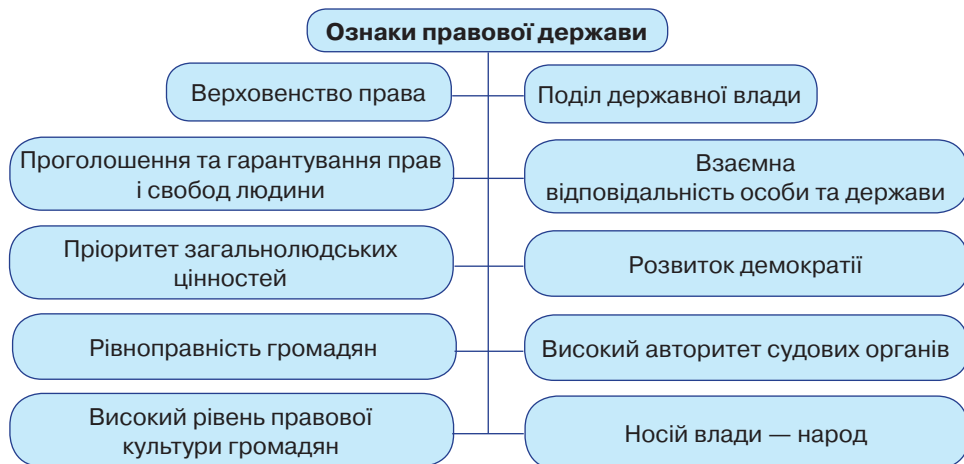 Ознаки правової держави
Верховенство права
Поділ державної влади
Проголошення та гарантування прав
і свобод людини
Взаємна
відповідальність особи та держави
Пріоритет загальнолюдських
цінностей
Розвиток демократії
Рівноправність громадян
Високий авторитет судових органів
Високий рівень правової
культури громадян
Носій влади — народ